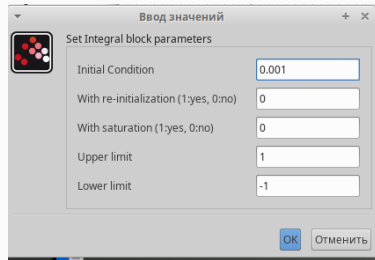 Ввод значений
Set Integral block parameters
Initial Condition 0.001
With re-initialization (1:yes, 0:no) 0
With saturation (1:yes, 0:no) 0
Upper limit 1
Lower limit -1
OK Отменить